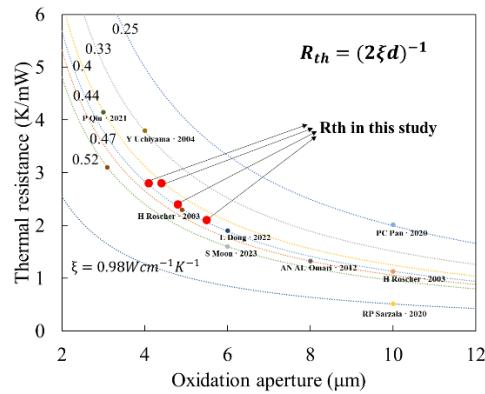 6
5
4
3
2
1
0
Thermal resistance (K/mW)
0.25
0.33
0.4
0.44
0.47
0.52
ξ = 0.98Wcm⁻¹K⁻¹
R_th = (2ξd)⁻¹
Rth in this study
P Qiu · 2021
Y Uchiyama · 2004
H Roscher · 2003
L Dong · 2022
S Moon · 2023
AN AL-Omari · 2012
PC Pan · 2020
H Roscher · 2003
RP Sarzala · 2020
2 4 6 8 10 12
Oxidation aperture (μm)